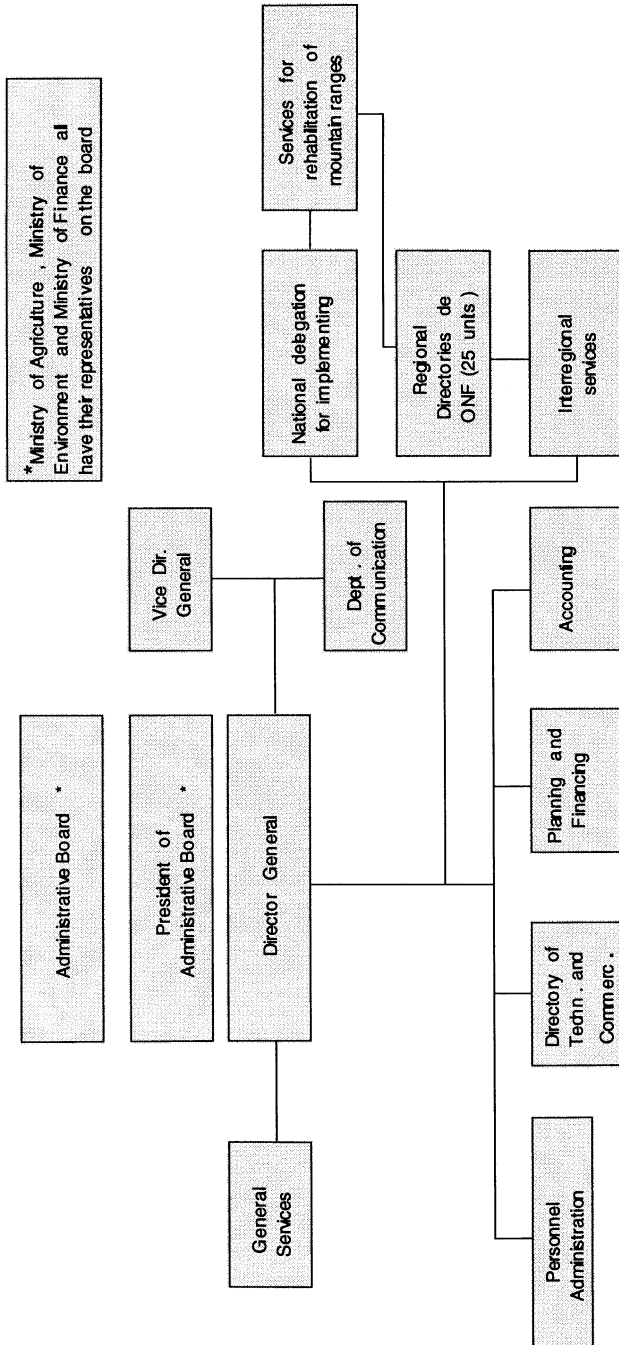 *Ministry of Agriculture , Ministry of
Environment and Ministry of Finance all
have their representatives on the board
Administrative Board *
President of
Administrative Board *
Vice Dir.
General
General
Services
Director General
Dept . of
Communication
National delegation
for implementing
Services for
rehabilitation of
mountain ranges
Regional
Directories de
ONF (25 unts )
Interregional
services
Personnel
Administration
Directory of
Techn . and
Commerc .
Planning and
Financing
Accounting